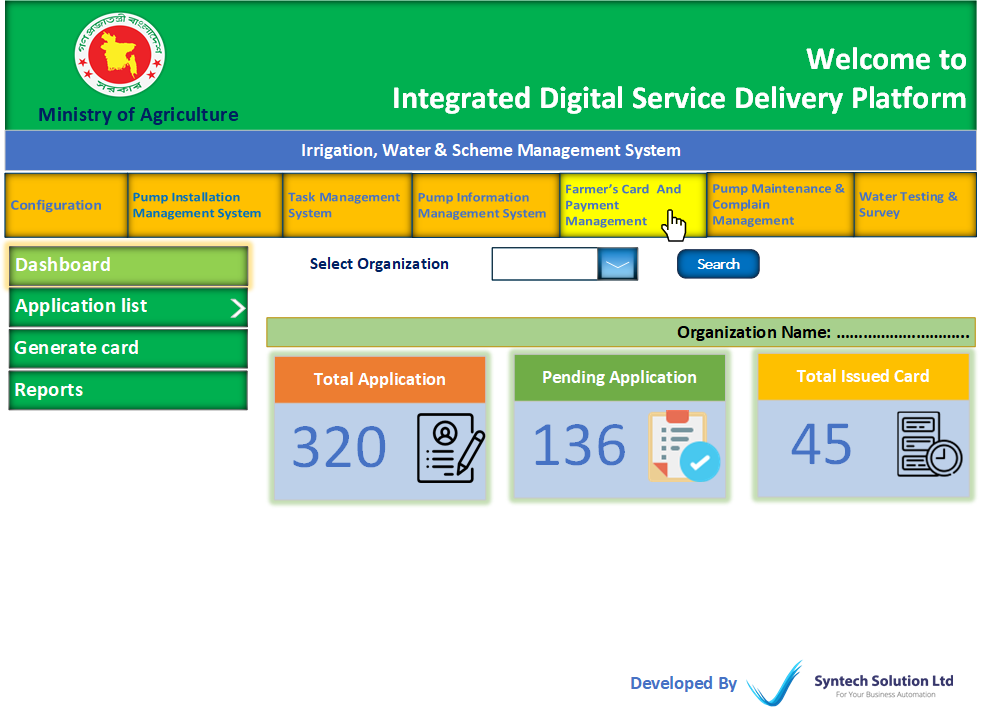 গণপ্রজাতন্ত্রী বাংলাদেশ
সরকার
Ministry of Agriculture
Welcome to
Integrated Digital Service Delivery Platform
Irrigation, Water & Scheme Management System
Configuration
Pump Installation
Management System
Task Management
System
Pump Information
Management System
Farmer's Card And
Payment
Management
Pump Maintenance &
Complain
Management
Water Testing &
Survey
Dashboard
Application list
Generate card
Reports
Select Organization
Search
Organization Name: ............................
Total Application
320
Pending Application
136
Total Issued Card
45
Developed By
Syntech Solution Ltd
For Your Business Automation